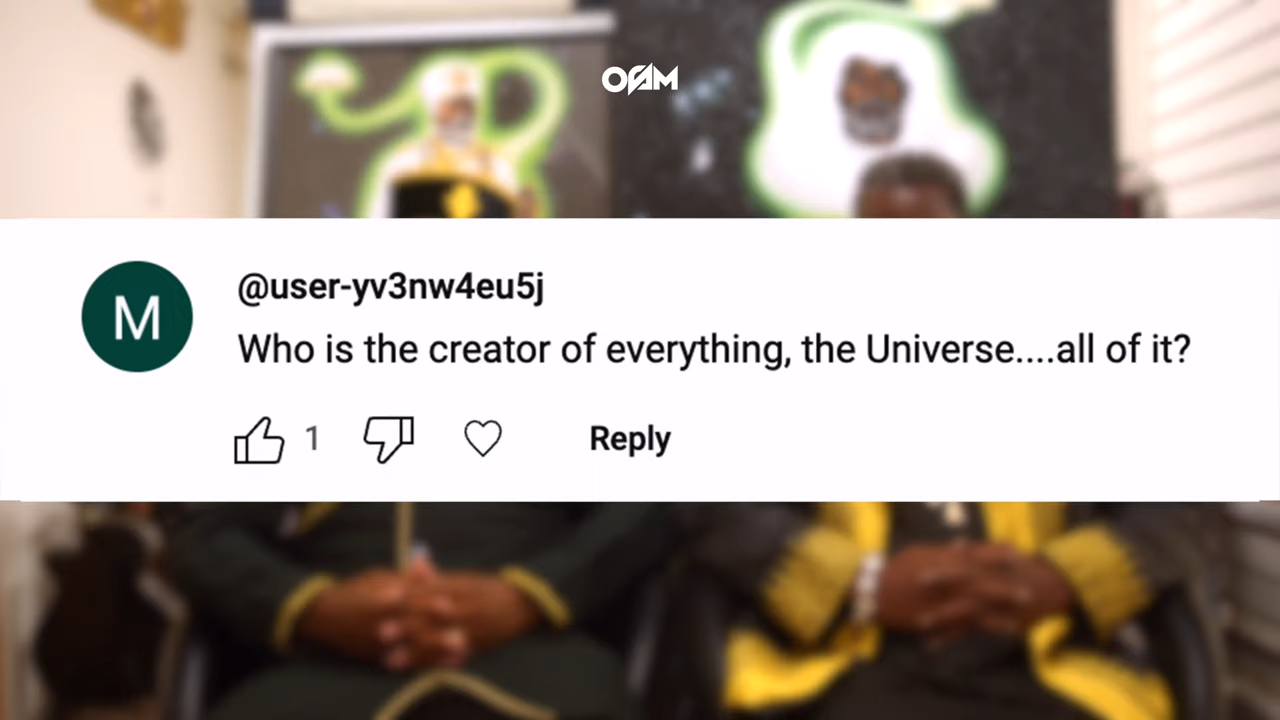 OFAM
@user-yv3nw4eu5j
M
Who is the creator of everything, the Universe....all of it?
1
Reply